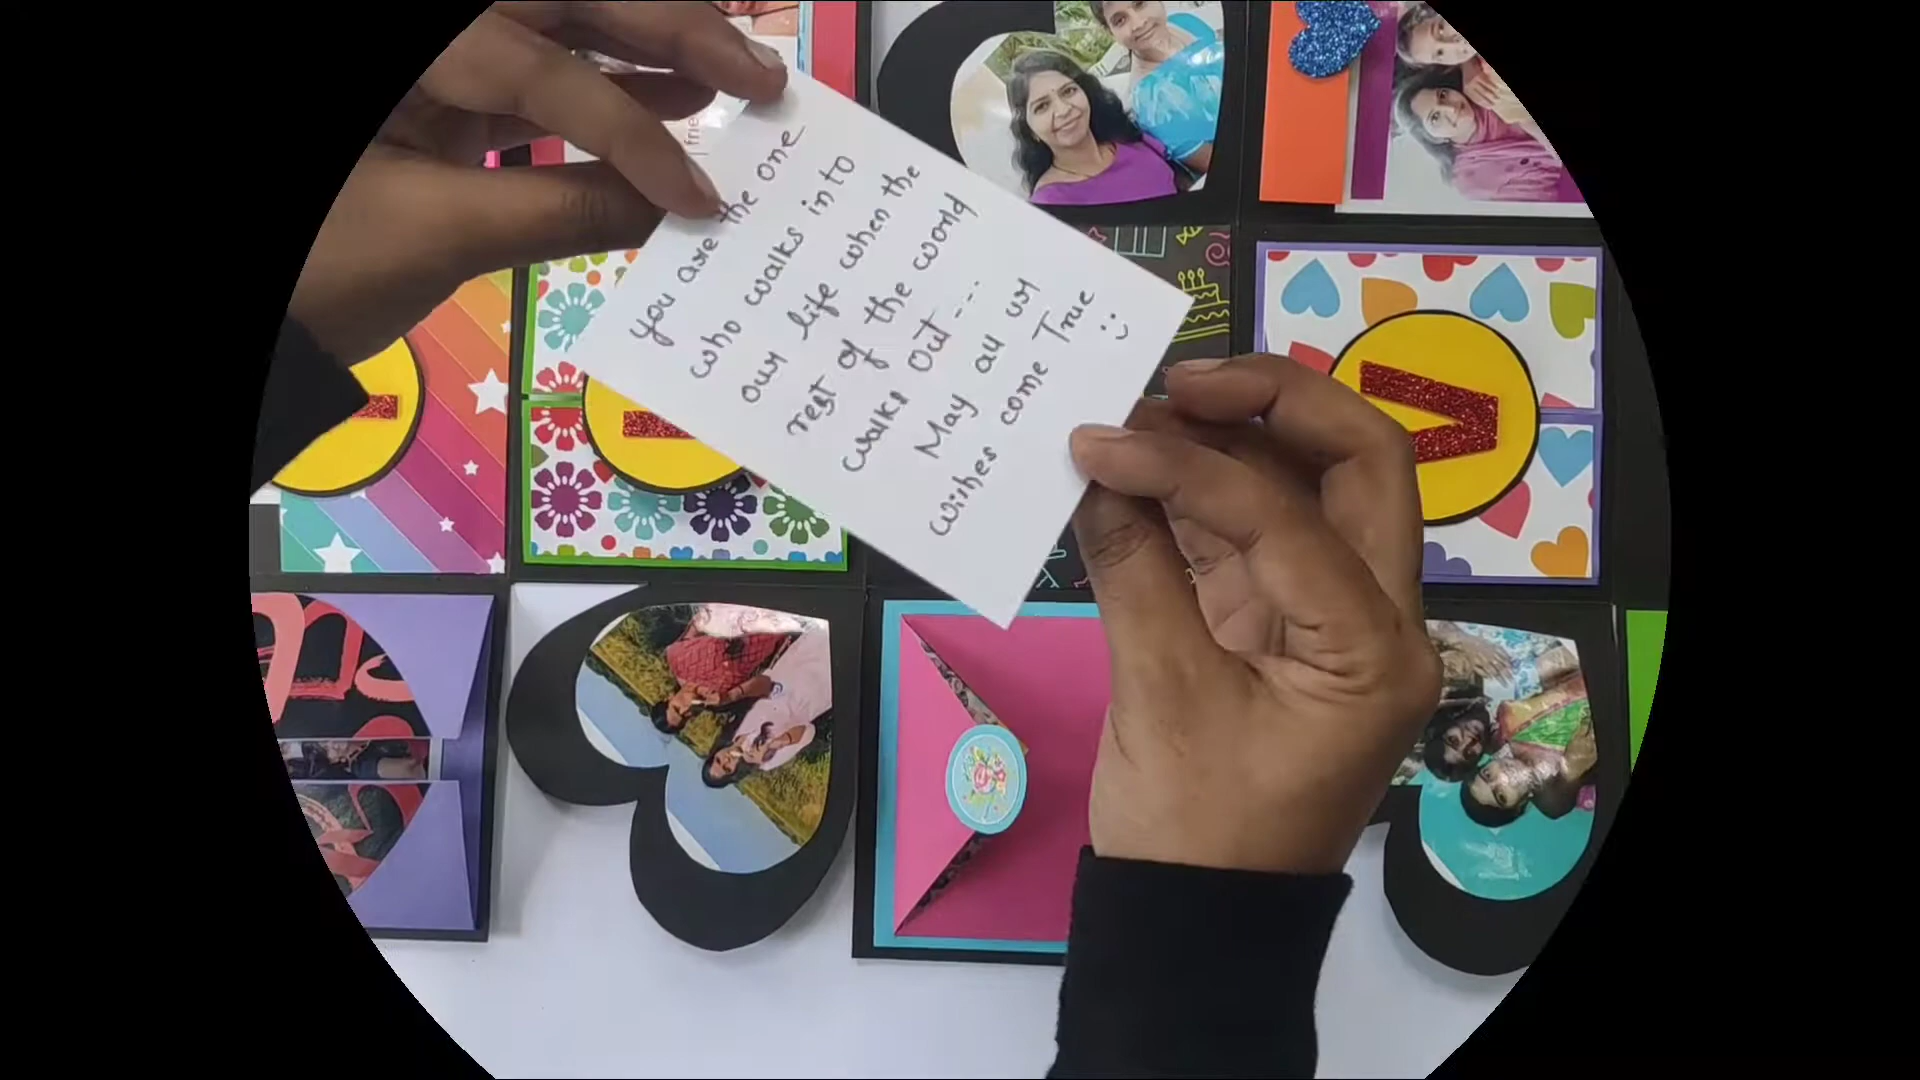 you are the one
who walks in to
our life when the
rest of the world
walks out ----
May all ur
wishes come True
:)
frie
V